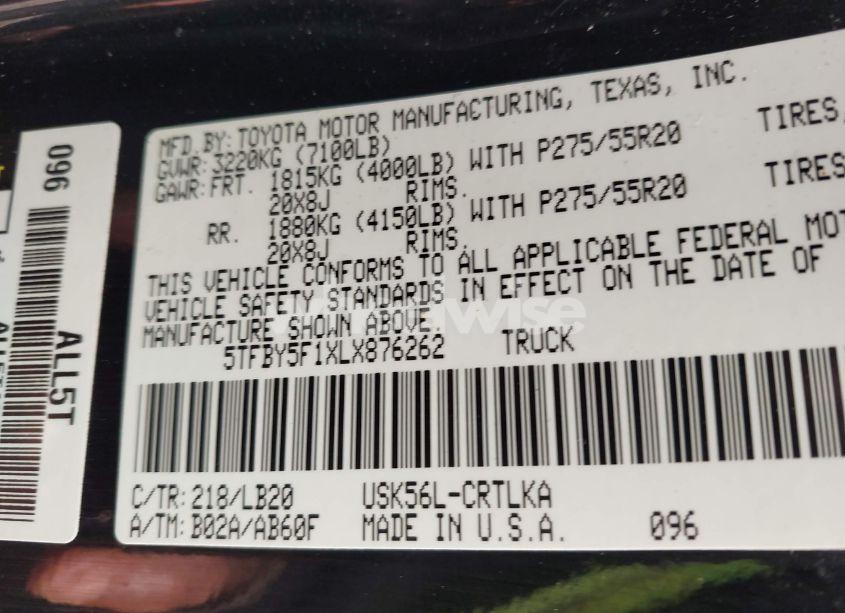 096
ALL5T
MFD.BY:TOYOTA MOTOR MANUFACTURING, TEXAS, INC.
GVWR:3220KG (7100LB)
GAWR:FRT. 1815KG (4000LB) WITH P275/55R20 TIRES,
20X8J RIMS.
RR. 1880KG (4150LB) WITH P275/55R20 TIRES
20X8J RIMS.
THIS VEHICLE CONFORMS TO ALL APPLICABLE FEDERAL MOT
VEHICLE SAFETY STANDARDS IN EFFECT ON THE DATE OF
MANUFACTURE SHOWN ABOVE.
5TFBY5F1XLX876262 TRUCK
C/TR:218/LB20 USK56L-CRTLKA
A/TM:B02A/AB60F MADE IN U.S.A. 096